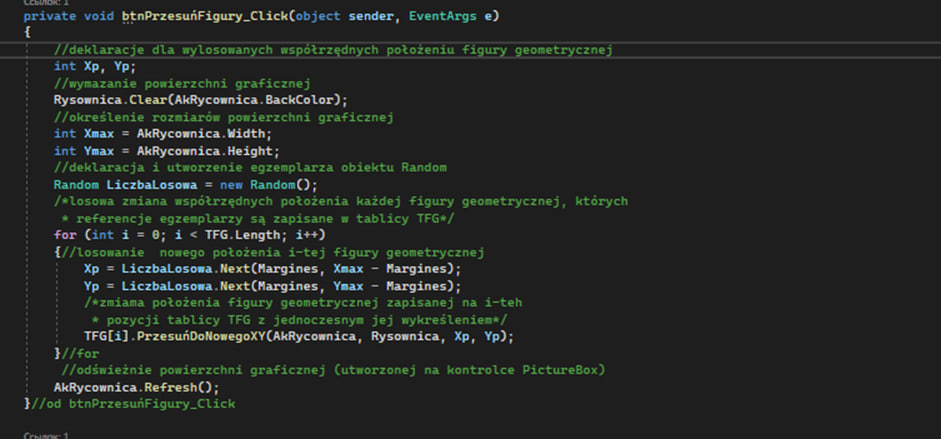 Ссылок: 1
private void btnPrzesuńFigury_Click(object sender, EventArgs e)
{
//deklaracje dla wylosowanych współrzędnych położeniu figury geometrycznej
int Xp, Yp;
//wymazanie powierzchni graficznej
Rysownica.Clear(AkRycownica.BackColor);
//określenie rozmiarów powierzchni graficznej
int Xmax = AkRycownica.Width;
int Ymax = AkRycownica.Height;
//deklaracja i utworzenie egzemplarza obiektu Random
Random LiczbaLosowa = new Random();
/*losowa zmiana współrzędnych położenia każdej figury geometrycznej, których
* referencje egzemplarzy są zapisane w tablicy TFG*/
for (int i = 0; i < TFG.Length; i++)
{//losowanie  nowego położenia i-tej figury geometrycznej
Xp = LiczbaLosowa.Next(Margines, Xmax - Margines);
Yp = LiczbaLosowa.Next(Margines, Ymax - Margines);
/*zmiama położenia figury geometrycznej zapisanej na i-teh
* pozycji tablicy TFG z jednoczesnym jej wykreśleniem*/
TFG[i].PrzesuńDoNowegoXY(AkRycownica, Rysownica, Xp, Yp);
}//for
//odświeżnie powierzchni graficznej (utworzonej na kontrolce PictureBox)
AkRycownica.Refresh();
}//od btnPrzesuńFigury_Click
Ссылок: 1